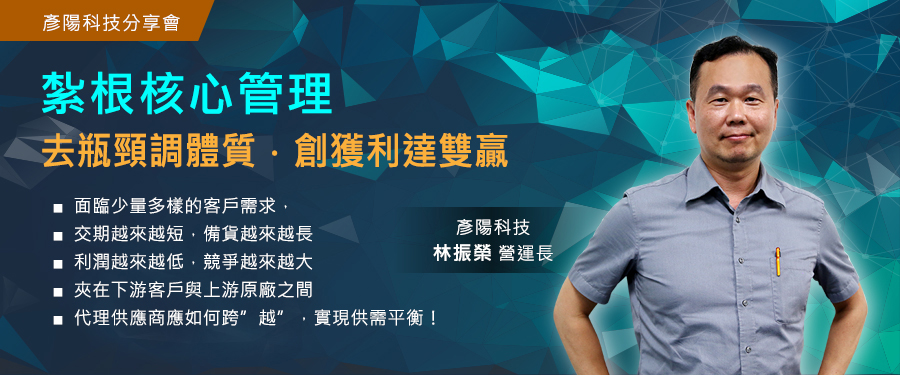 彥陽科技分享會
紮根核心管理
去瓶頸調體質．創獲利達雙贏
■ 面臨少量多樣的客戶需求，
■ 交期越來越短，備貨越來越長
■ 利潤越來越低，競爭越來越大
■ 夾在下游客戶與上游原廠之間
■ 代理供應商應如何跨”越”，實現供需平衡！
彥陽科技
林振榮 營運長